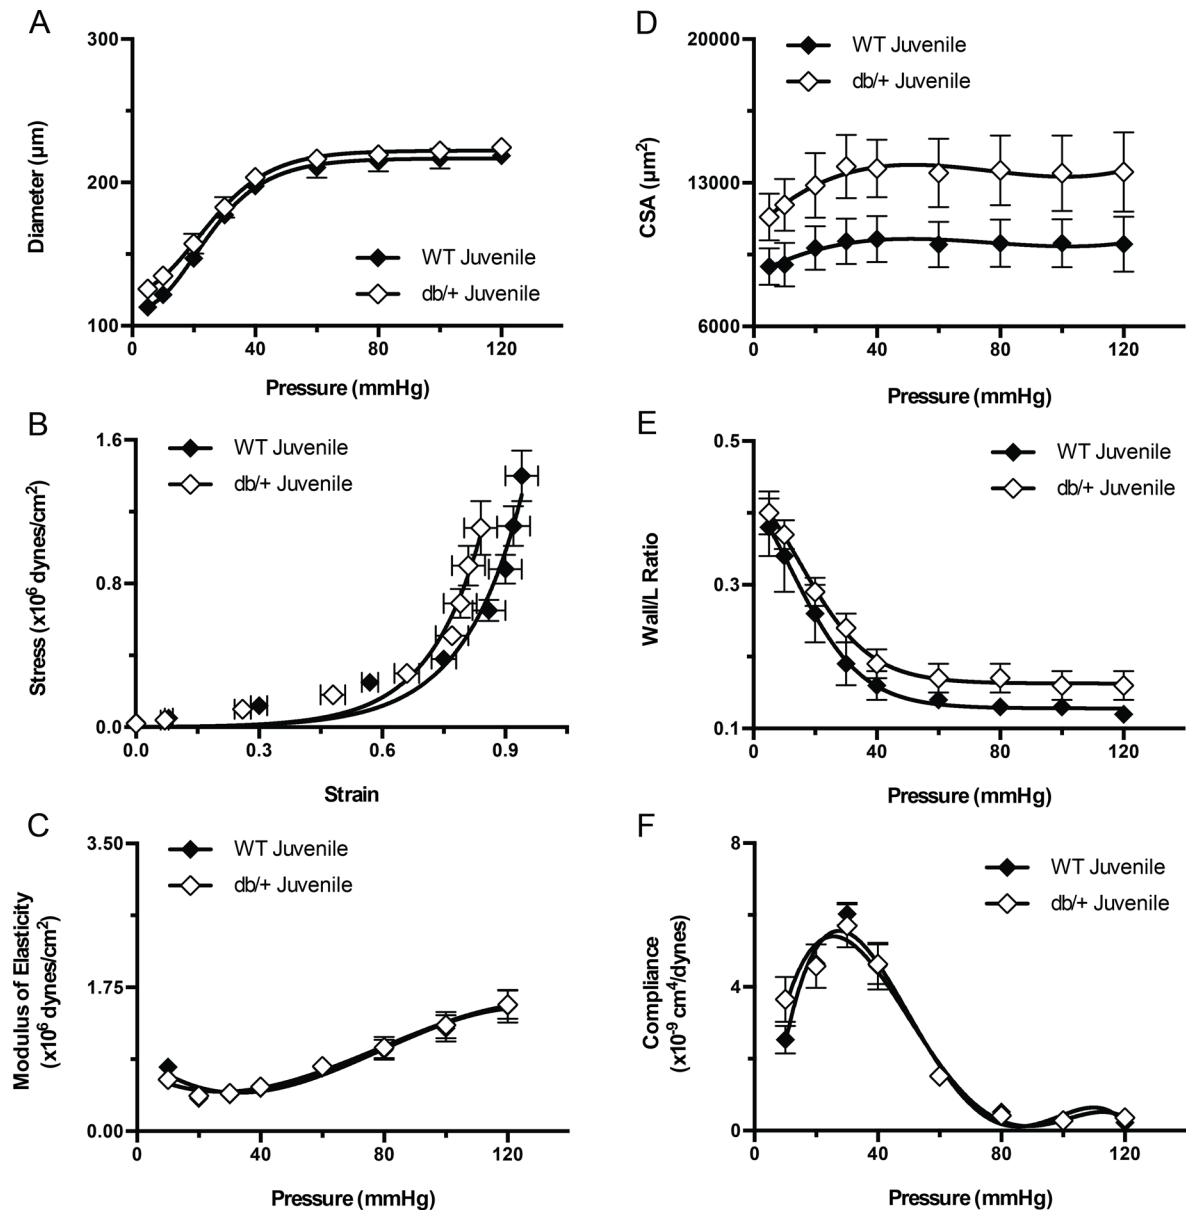 A
300
200
100
Diameter (µm)
WT Juvenile
db/+ Juvenile
0
40
80
120
Pressure (mmHg)
B
1.6
0.8
0.0
Stress (x10⁶ dynes/cm²)
WT Juvenile
db/+ Juvenile
0.0
0.3
0.6
0.9
Strain
C
3.50
1.75
0.00
Modulus of Elasticity
(x10⁶ dynes/cm²)
WT Juvenile
db/+ Juvenile
0
40
80
120
Pressure (mmHg)
D
20000
13000
6000
CSA (µm²)
WT Juvenile
db/+ Juvenile
0
40
80
120
Pressure (mmHg)
E
0.5
0.3
0.1
Wall/L Ratio
WT Juvenile
db/+ Juvenile
0
40
80
120
Pressure (mmHg)
F
8
4
0
Compliance
(x10⁻⁹ cm⁴/dynes)
WT Juvenile
db/+ Juvenile
0
40
80
120
Pressure (mmHg)